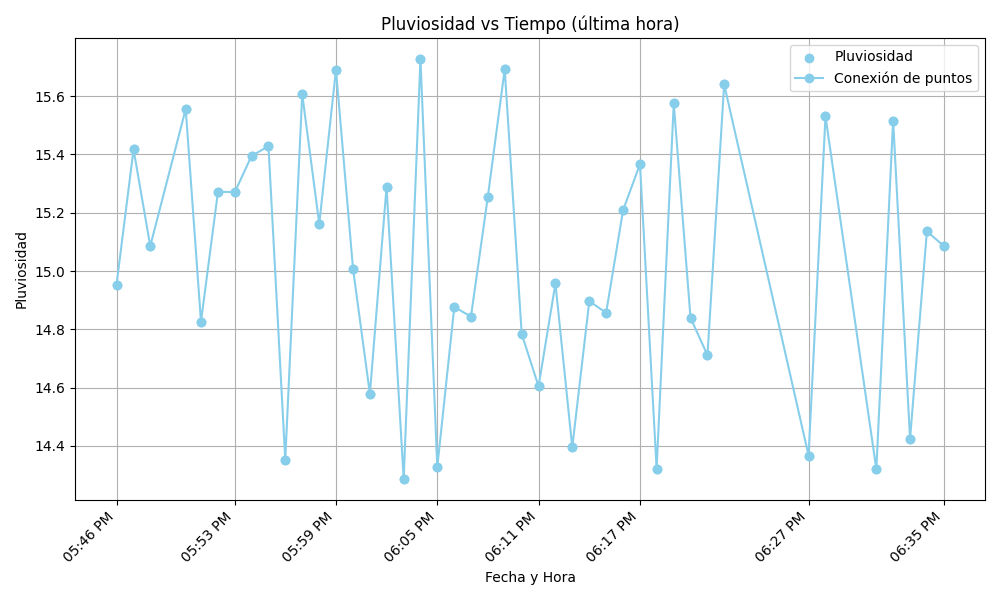 Pluviosidad vs Tiempo (última hora)
Pluviosidad
Conexión de puntos
Pluviosidad
15.6
15.4
15.2
15.0
14.8
14.6
14.4
05:46 PM
05:53 PM
05:59 PM
06:05 PM
06:11 PM
06:17 PM
06:27 PM
06:35 PM
Fecha y Hora